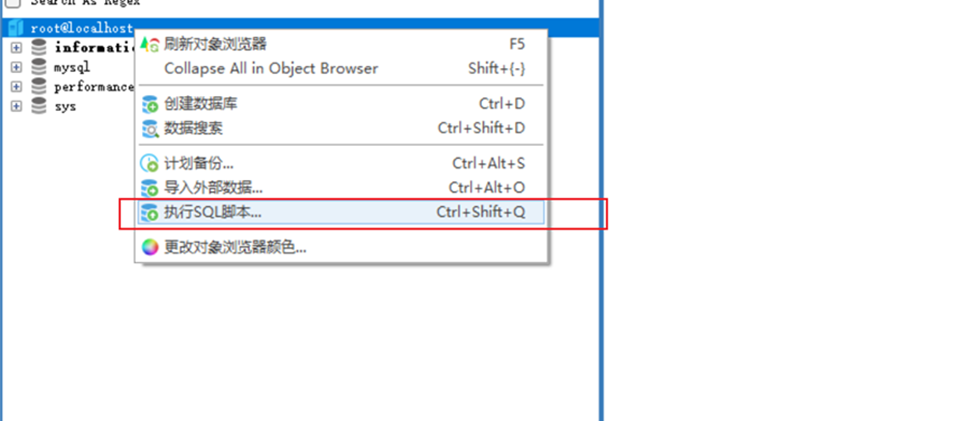 Search As Regex
root@localhost
informatio
mysql
performance
sys
刷新对象浏览器 F5
Collapse All in Object Browser Shift+{-}
创建数据库 Ctrl+D
数据搜索 Ctrl+Shift+D
计划备份... Ctrl+Alt+S
导入外部数据... Ctrl+Alt+O
执行SQL脚本... Ctrl+Shift+Q
更改对象浏览器颜色...